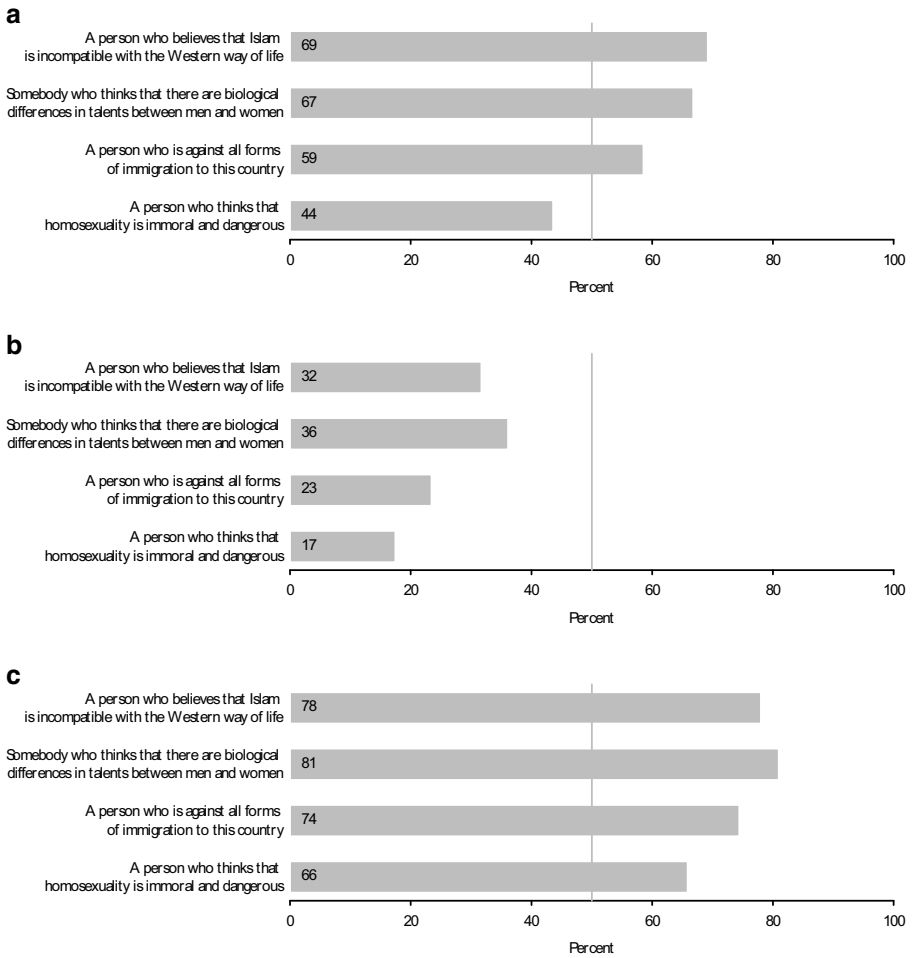 a
A person who believes that Islam
is incompatible with the Western way of life
69
Somebody who thinks that there are biological
differences in talents between men and women
67
A person who is against all forms
of immigration to this country
59
A person who thinks that
homosexuality is immoral and dangerous
44
0 20 40 60 80 100
Percent
b
A person who believes that Islam
is incompatible with the Western way of life
32
Somebody who thinks that there are biological
differences in talents between men and women
36
A person who is against all forms
of immigration to this country
23
A person who thinks that
homosexuality is immoral and dangerous
17
0 20 40 60 80 100
Percent
c
A person who believes that Islam
is incompatible with the Western way of life
78
Somebody who thinks that there are biological
differences in talents between men and women
81
A person who is against all forms
of immigration to this country
74
A person who thinks that
homosexuality is immoral and dangerous
66
0 20 40 60 80 100
Percent